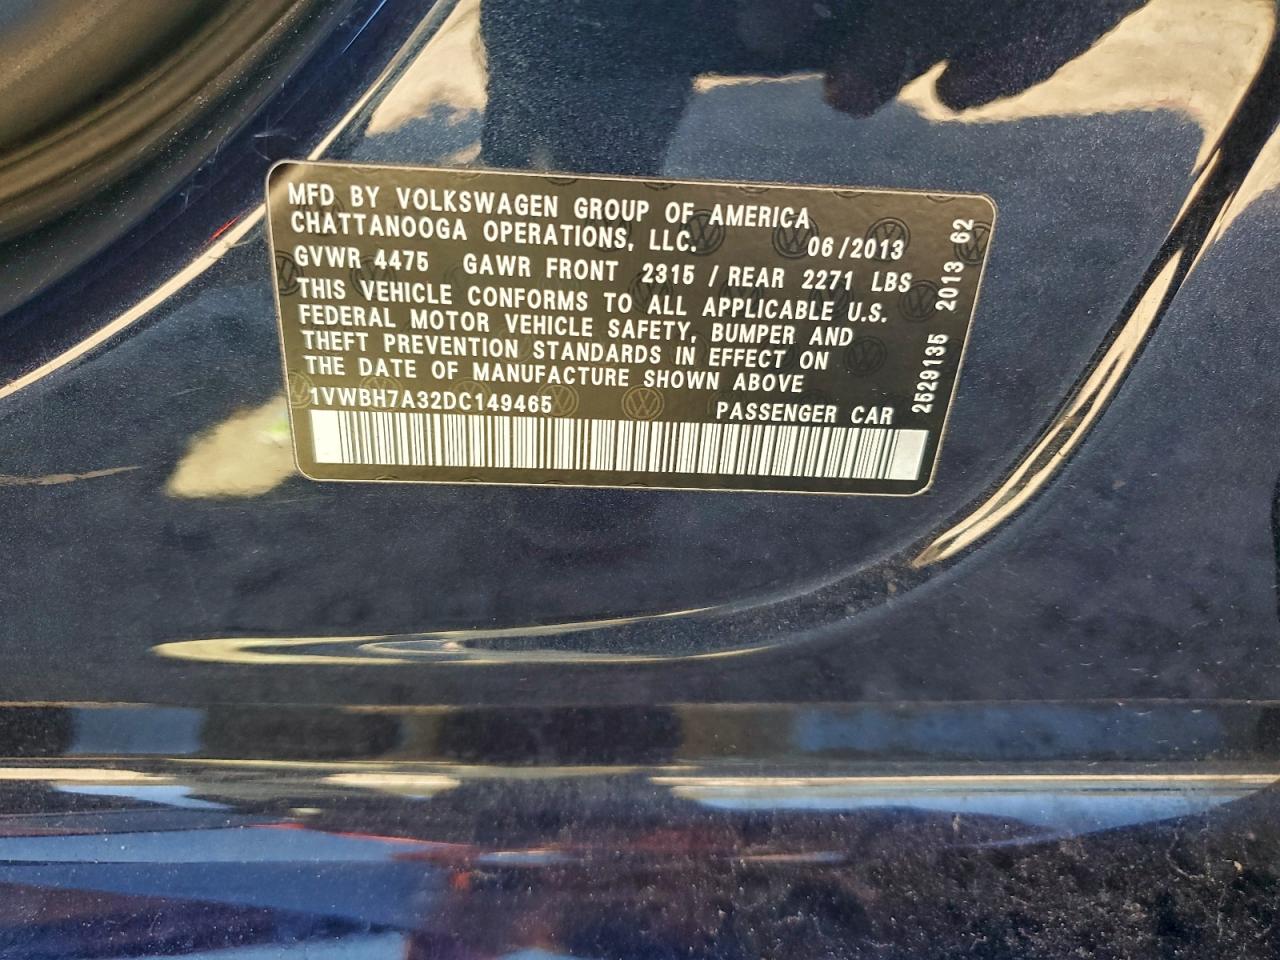 MFD BY VOLKSWAGEN GROUP OF AMERICA
CHATTANOOGA OPERATIONS, LLC. 06/2013
GVWR 4475 GAWR FRONT 2315 / REAR 2271 LBS
THIS VEHICLE CONFORMS TO ALL APPLICABLE U.S.
FEDERAL MOTOR VEHICLE SAFETY, BUMPER AND
THEFT PREVENTION STANDARDS IN EFFECT ON
THE DATE OF MANUFACTURE SHOWN ABOVE
1VWBH7A32DC149465 PASSENGER CAR
2529135 2013 62